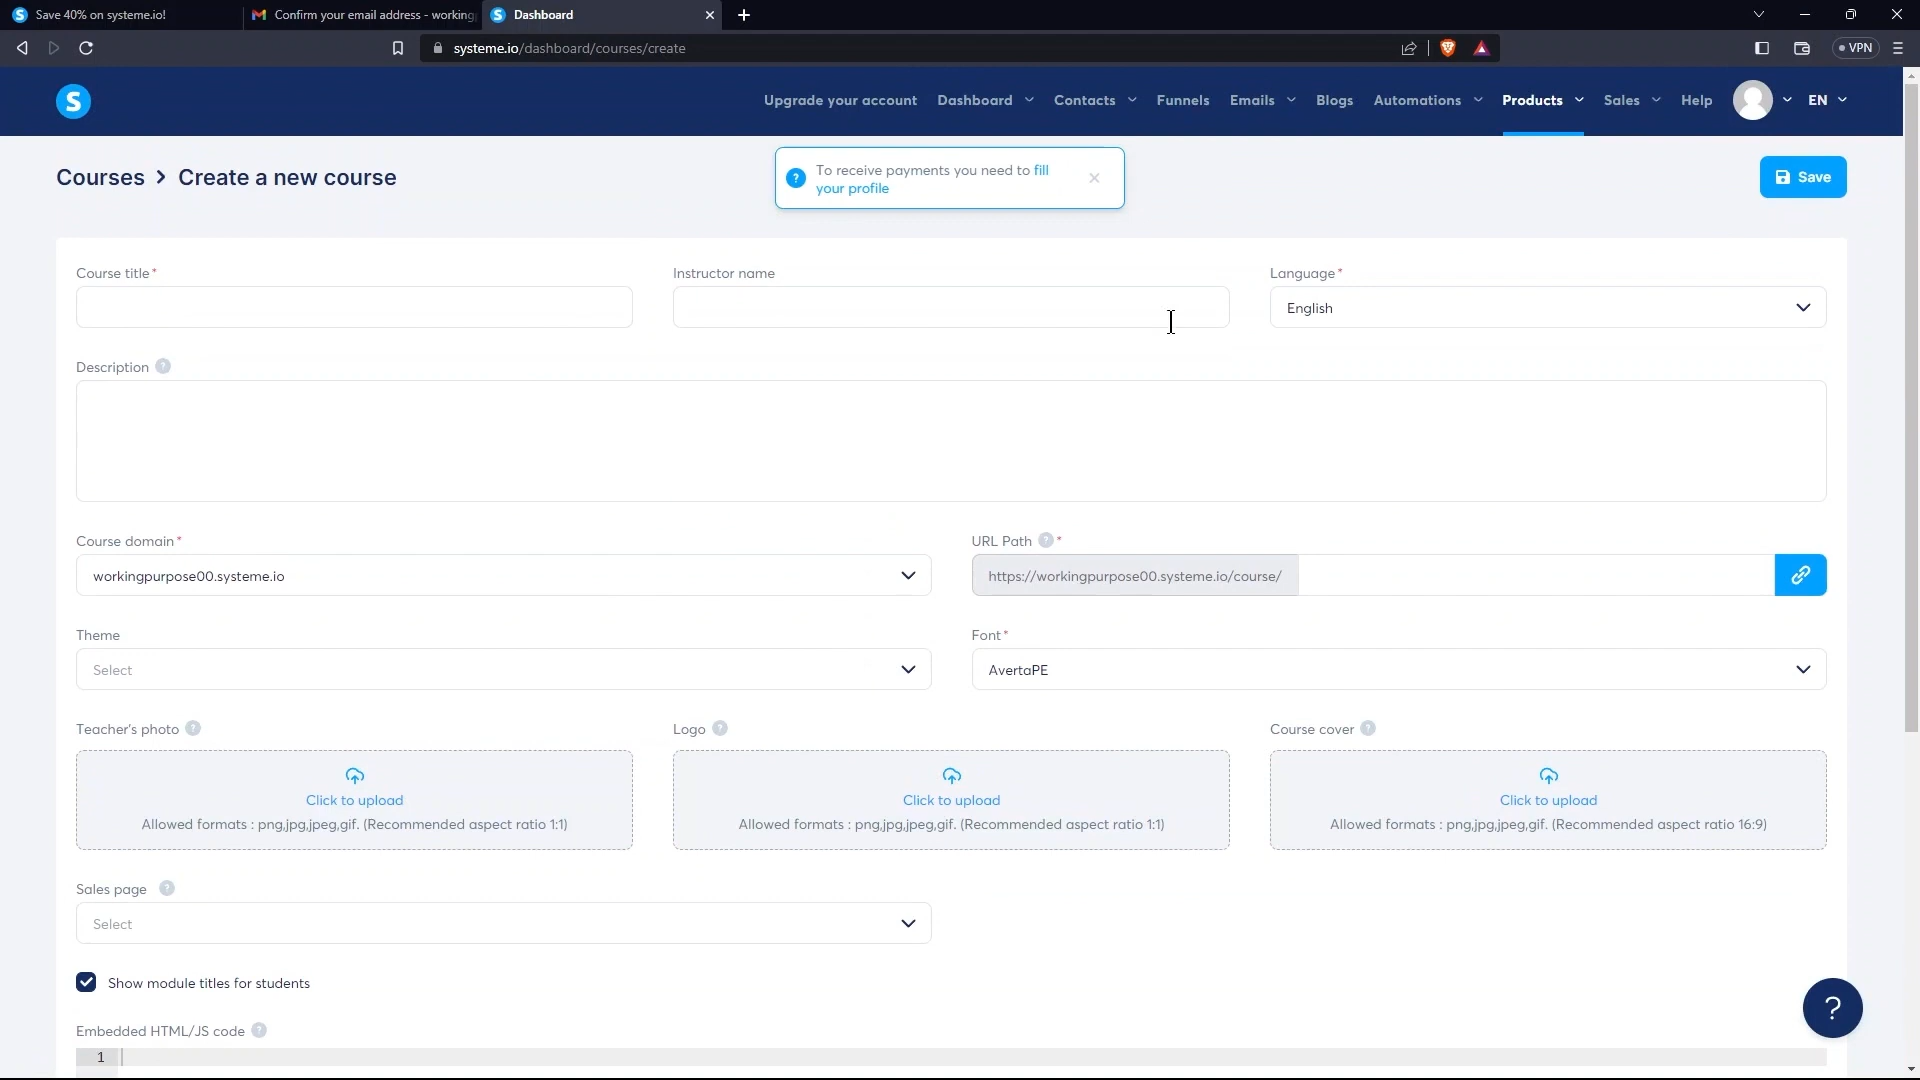 Save 40% on systeme.io!
Confirm your email address - working
Dashboard
systeme.io/dashboard/courses/create
VPN
S
Upgrade your account
Dashboard
Contacts
Funnels
Emails
Blogs
Automations
Products
Sales
Help
EN
Courses > Create a new course
? To receive payments you need to fill
your profile
Save
Course title*
Instructor name
Language*
English
Description ?
Course domain*
URL Path ? *
workingpurpose00.systeme.io
https://workingpurpose00.systeme.io/course/
Theme
Font*
Select
AvertaPE
Teacher's photo ?
Logo ?
Course cover ?
Click to upload
Allowed formats : png,jpg,jpeg,gif. (Recommended aspect ratio 1:1)
Click to upload
Allowed formats : png,jpg,jpeg,gif. (Recommended aspect ratio 1:1)
Click to upload
Allowed formats : png,jpg,jpeg,gif. (Recommended aspect ratio 16:9)
Sales page ?
Select
Show module titles for students
?
Embedded HTML/JS code ?
1